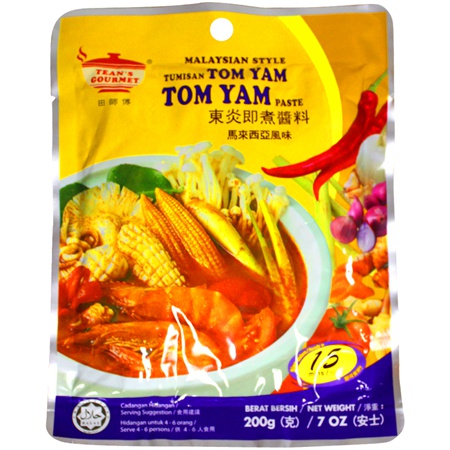 TEAN'S
GOURMET
田師傅
MALAYSIAN STYLE
TUMISAN TOM YAM
TOM YAM PASTE
東炎即煮醬料
馬來西亞風味
15
Cadangan Hidangan /
Serving Suggestion / 食用建議
Hidangan untuk 4-6 orang /
Serve 4-6 persons / 供 4-6 人食用
حلال
HALAL
BERAT BERSIH / NET WEIGHT / 淨重:
200g (克) / 7 OZ (安士)